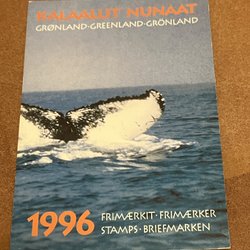 KALAALLIT NUNAAT
GRØNLAND·GREENLAND·GRÖNLAND
1996
FRIMÆRKIT·FRIMÆRKER
STAMPS·BRIEFMARKEN